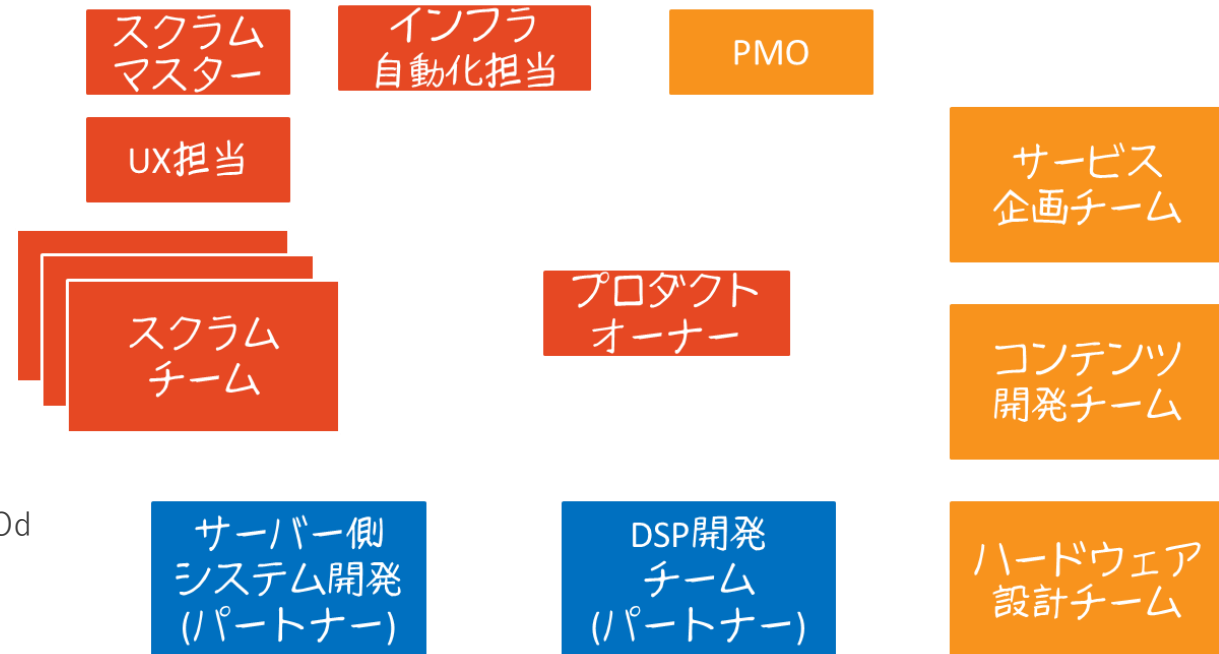 スクラム
マスター
インフラ
自動化担当
PMO
UX担当
サービス
企画チーム
スクラム
チーム
プロダクト
オーナー
コンテンツ
開発チーム
サーバー側
システム開発
(パートナー)
DSP開発
チーム
(パートナー)
ハードウェア
設計チーム